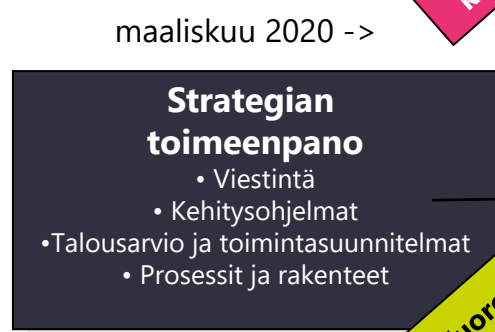 maaliskuu 2020 ->
Strategian
toimeenpano
• Viestintä
• Kehitysohjelmat
•Talousarvio ja toimintasuunnitelmat
• Prosessit ja rakenteet